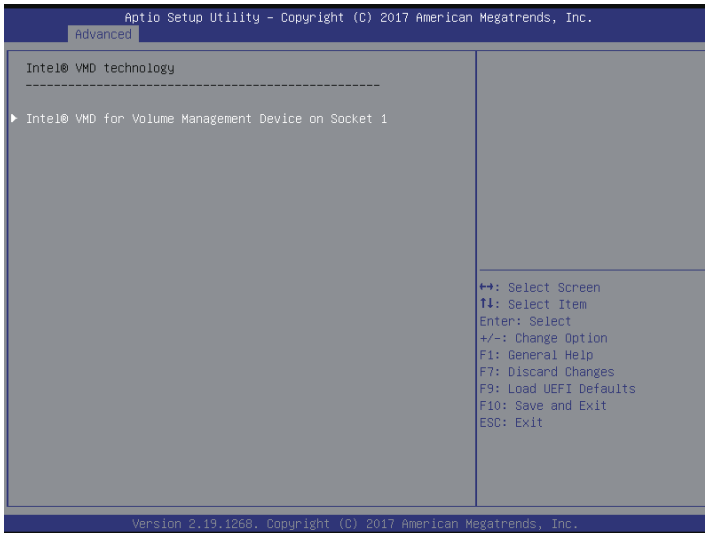 Aptio Setup Utility – Copyright (C) 2017 American Megatrends, Inc.
Advanced
Intel® VMD technology
--------------------------------------------------
▶ Intel® VMD for Volume Management Device on Socket 1
↔: Select Screen
↑↓: Select Item
Enter: Select
+/-: Change Option
F1: General Help
F7: Discard Changes
F9: Load UEFI Defaults
F10: Save and Exit
ESC: Exit
Version 2.19.1268. Copyright (C) 2017 American Megatrends, Inc.